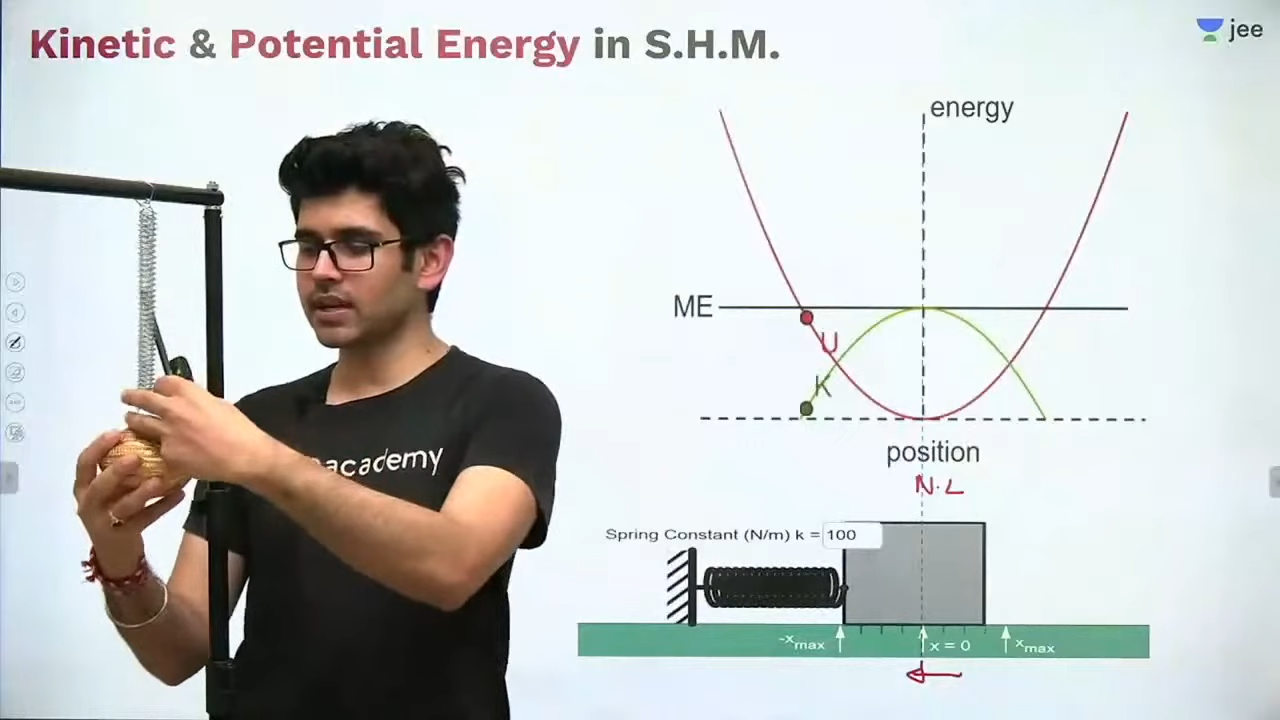 Kinetic & Potential Energy in S.H.M.
jee
energy
ME
U
K
position
N.L
academy
Spring Constant (N/m) k = 100
-xmax
x = 0
xmax